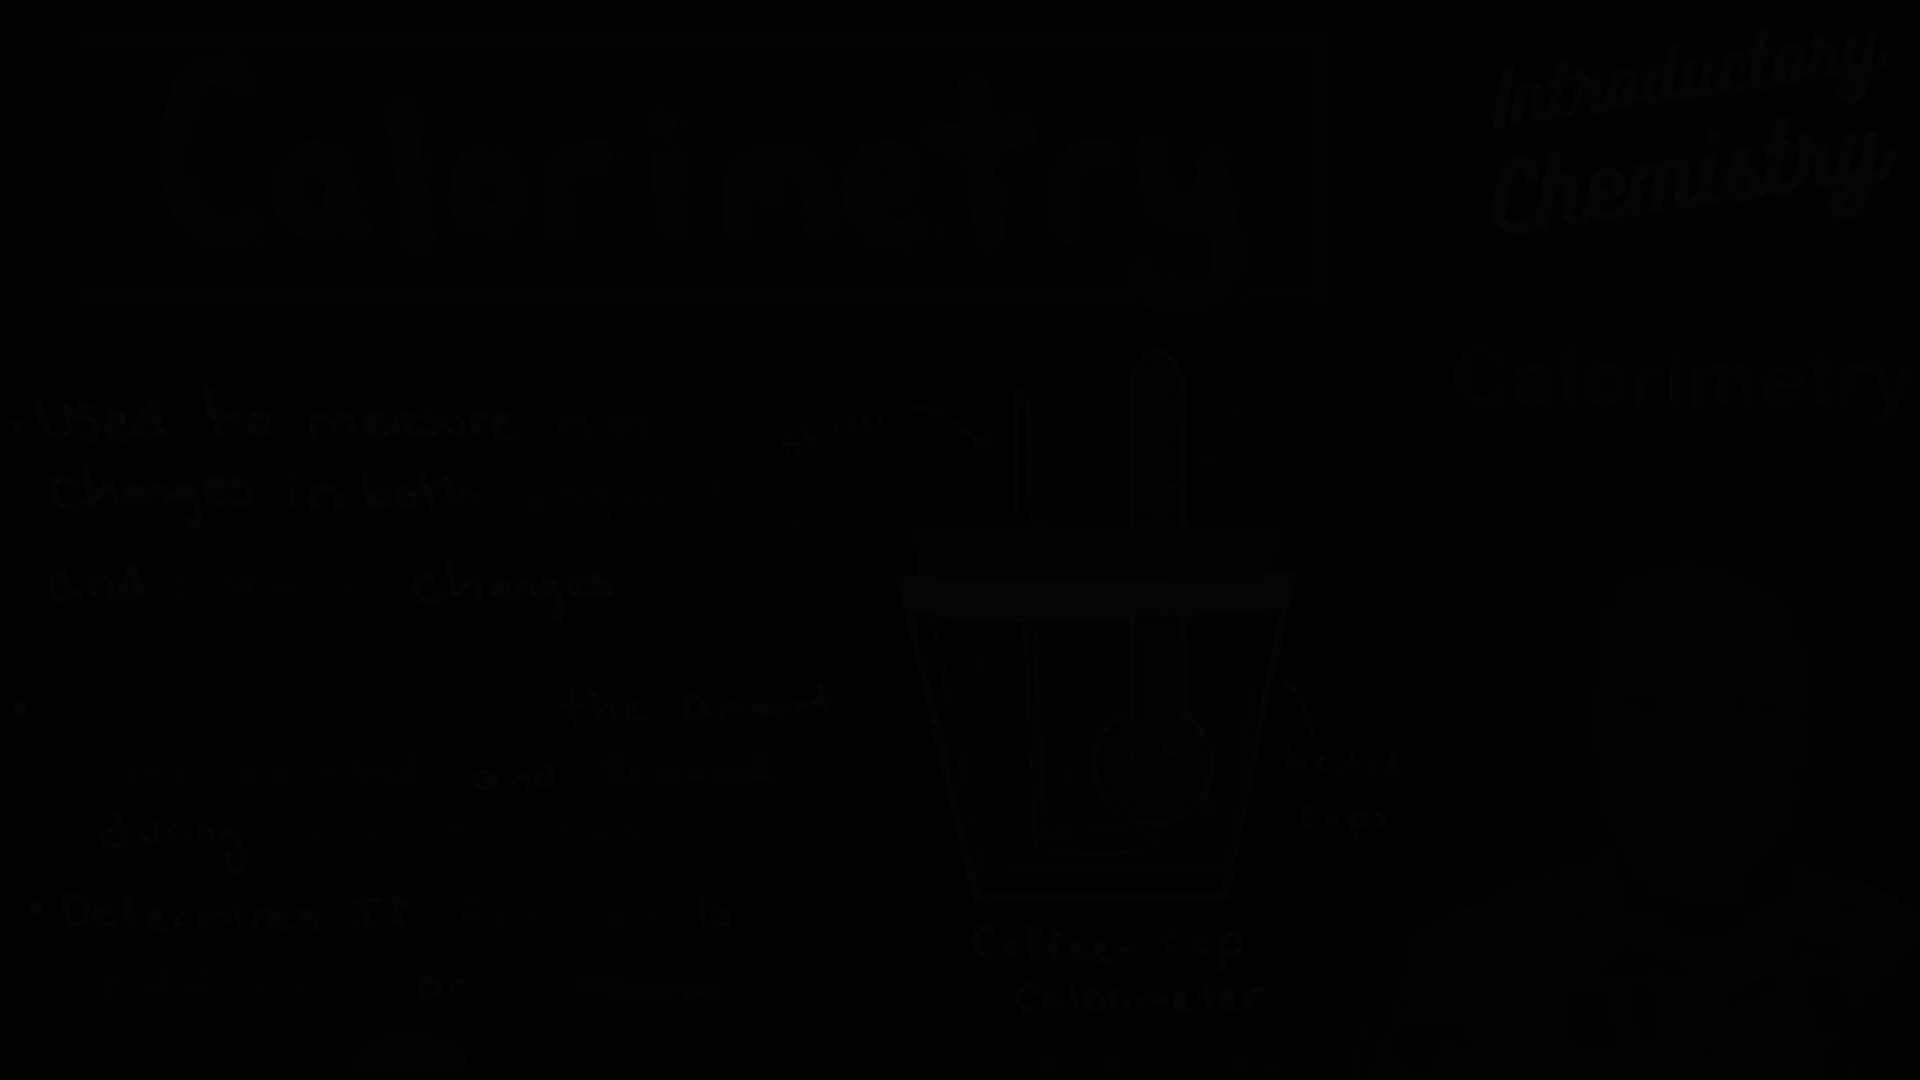 Calorimetry
Introductory
Chemistry
Calorimetry
• Used to measure heat
changes in both physical
and chemical changes
• the amount
heat absorbed and released
during chemical Reaction
• Determines If Reaction is
endothermic or Exothermic
Stirrer
Thermometer
Nested
cups
Coffee-cup
Calorimeter